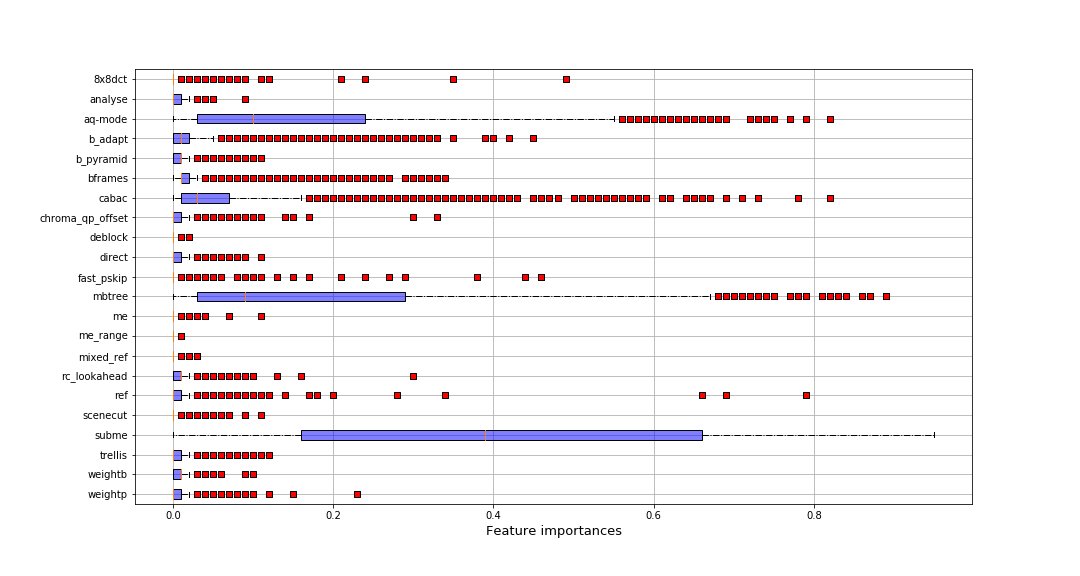 8x8dct
analyse
aq-mode
b_adapt
b_pyramid
bframes
cabac
chroma_qp_offset
deblock
direct
fast_pskip
mbtree
me
me_range
mixed_ref
rc_lookahead
ref
scenecut
subme
trellis
weightb
weightp
0.0 0.2 0.4 0.6 0.8
Feature importances